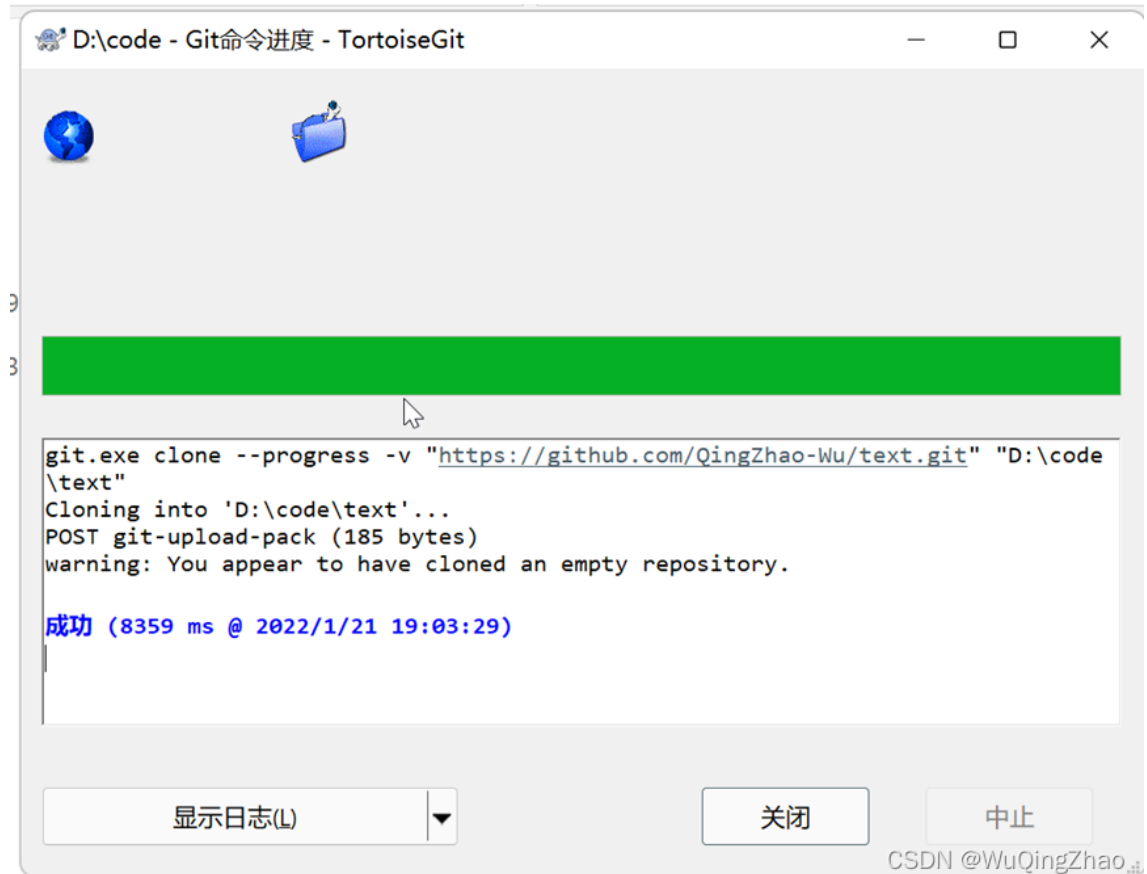 D:\code - Git命令进度 - TortoiseGit
9
3
git.exe clone --progress -v "https://github.com/QingZhao-Wu/text.git" "D:\code
\text"
Cloning into 'D:\code\text'...
POST git-upload-pack (185 bytes)
warning: You appear to have cloned an empty repository.
成功 (8359 ms @ 2022/1/21 19:03:29)
显示日志(L)
关闭
中止
CSDN @WuQingZhao